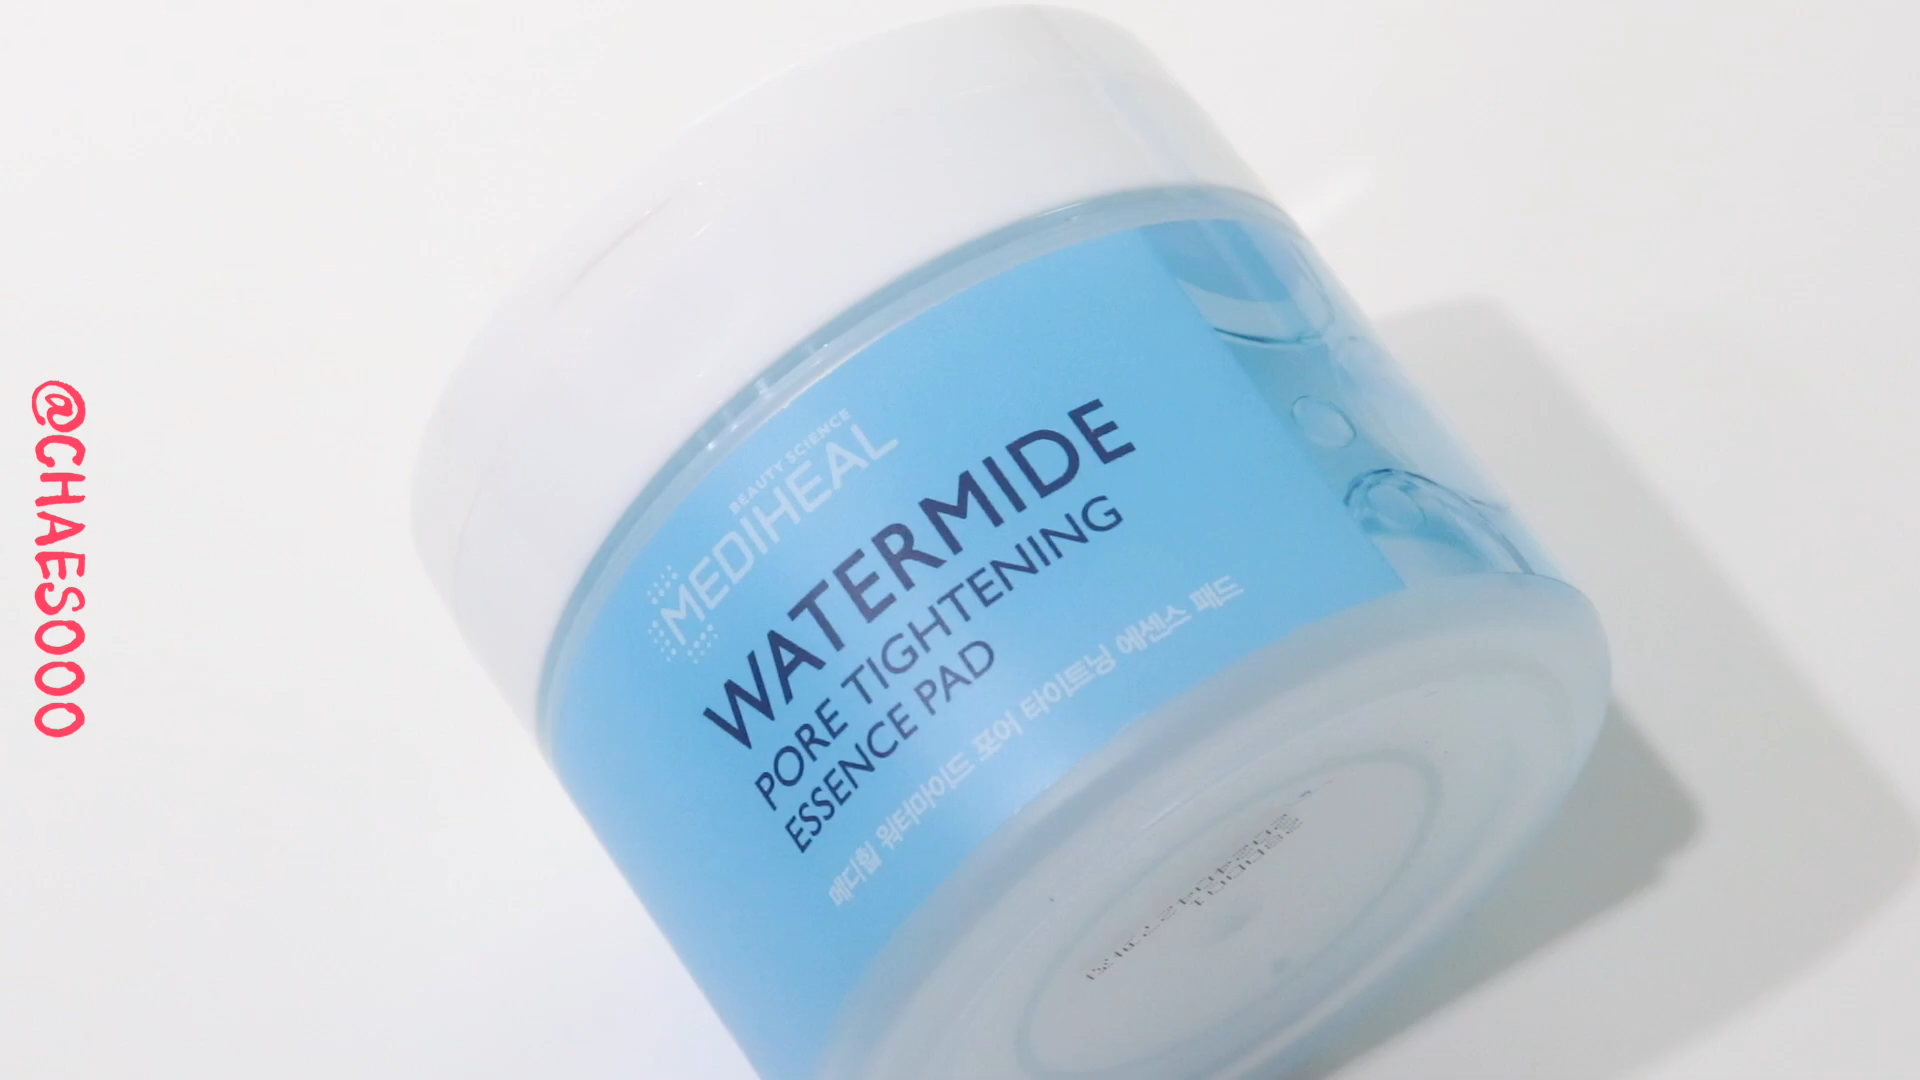 @CHAESOOO
BEAUTY SCIENCE
MEDIHEAL
WATERMIDE
PORE TIGHTENING
ESSENCE PAD
메디힐 워터마이드 포어 타이트닝 에센스 패드